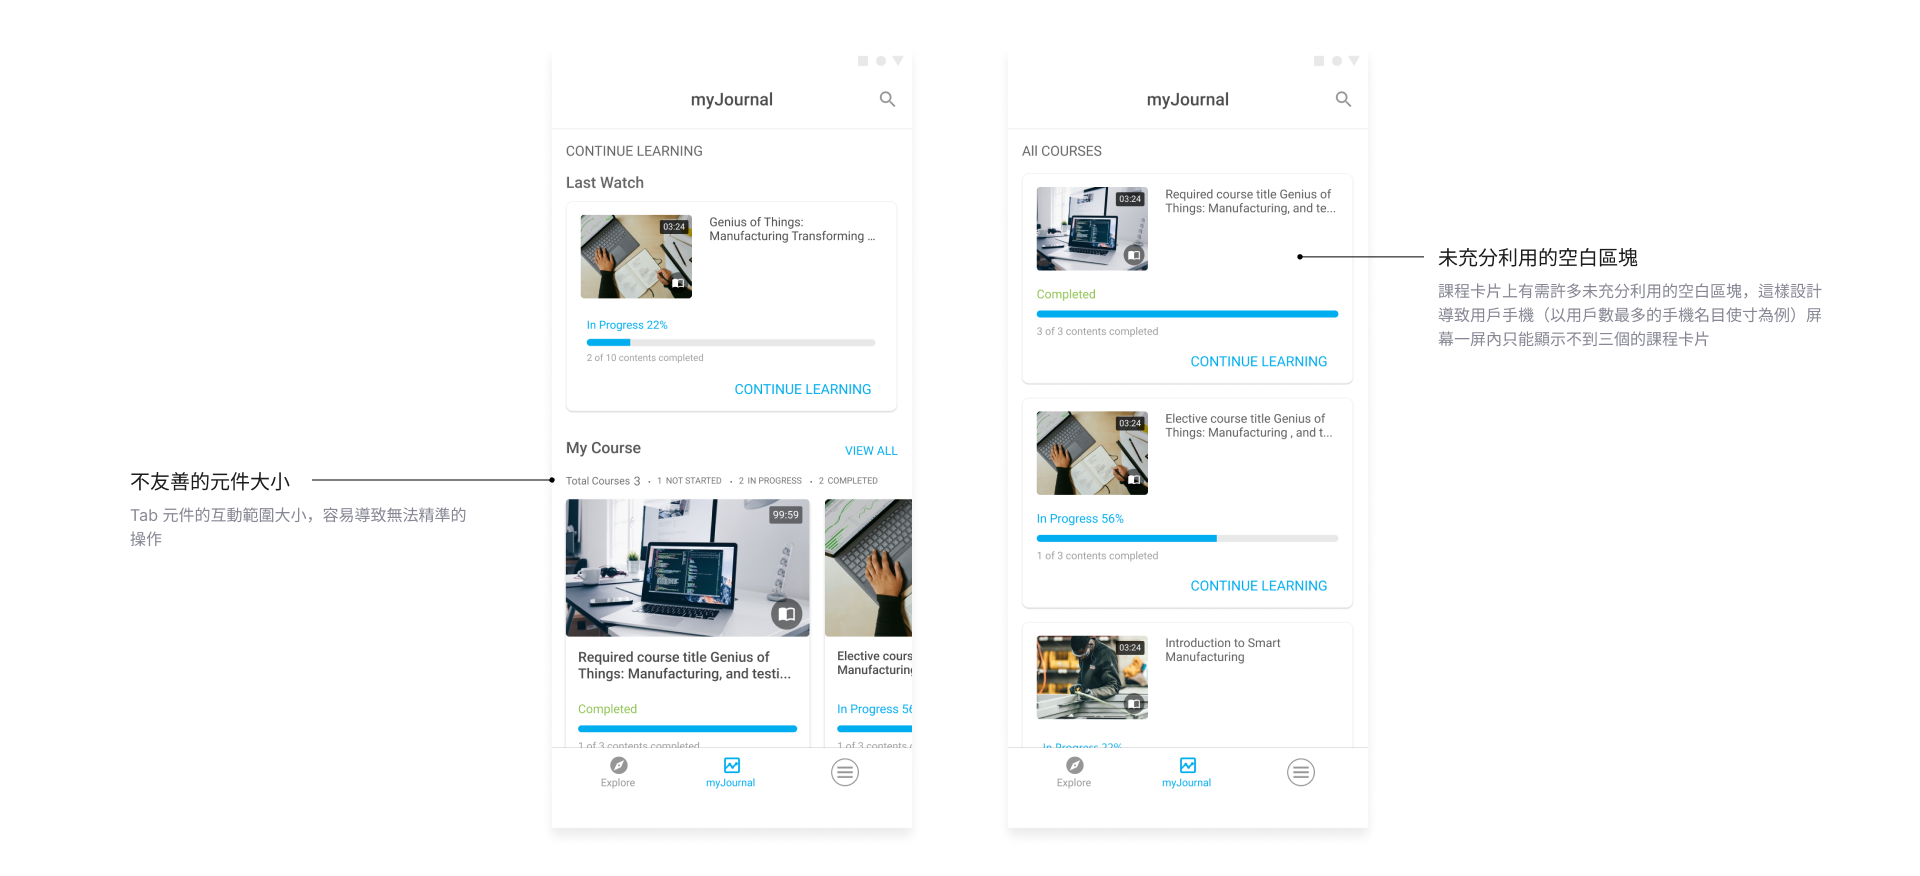 不友善的元件大小
Tab 元件的互動範圍大小，容易導致無法精準的
操作
myJournal
CONTINUE LEARNING
Last Watch
03:24
Genius of Things:
Manufacturing Transforming ...
In Progress 22%
2 of 10 contents completed
CONTINUE LEARNING
My Course
VIEW ALL
Total Courses 3 • 1 NOT STARTED • 2 IN PROGRESS • 2 COMPLETED
99:59
Required course title Genius of
Things: Manufacturing, and testi...
Completed
1 of 3 contents completed
Elective cours
Manufacturing
In Progress 56
1 of 3 contents c
Explore
myJournal
myJournal
All COURSES
03:24
Required course title Genius of
Things: Manufacturing, and te...
Completed
3 of 3 contents completed
CONTINUE LEARNING
03:24
Elective course title Genius of
Things: Manufacturing , and t...
In Progress 56%
1 of 3 contents completed
CONTINUE LEARNING
03:24
Introduction to Smart
Manufacturing
In Progress 22%
Explore
myJournal
未充分利用的空白區塊
課程卡片上有需許多未充分利用的空白區塊，這樣設計
導致用戶手機（以用戶數最多的手機名目使寸為例）屏
幕一屏內只能顯示不到三個的課程卡片